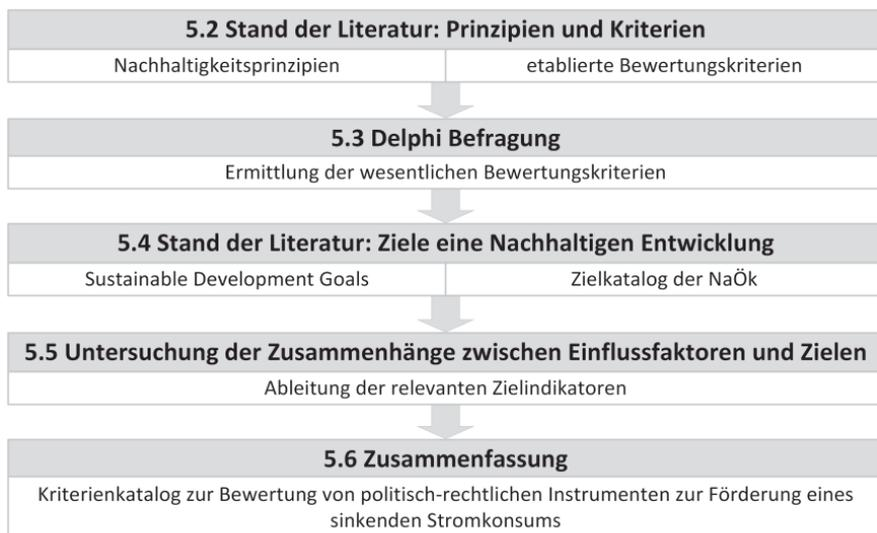 5.2 Stand der Literatur: Prinzipien und Kriterien
Nachhaltigkeitsprinzipien
etablierte Bewertungskriterien
5.3 Delphi Befragung
Ermittlung der wesentlichen Bewertungskriterien
5.4 Stand der Literatur: Ziele eine Nachhaltigen Entwicklung
Sustainable Development Goals
Zielkatalog der NaÖk
5.5 Untersuchung der Zusammenhänge zwischen Einflussfaktoren und Zielen
Ableitung der relevanten Zielindikatoren
5.6 Zusammenfassung
Kriterienkatalog zur Bewertung von politisch-rechtlichen Instrumenten zur Förderung eines
sinkenden Stromkonsums